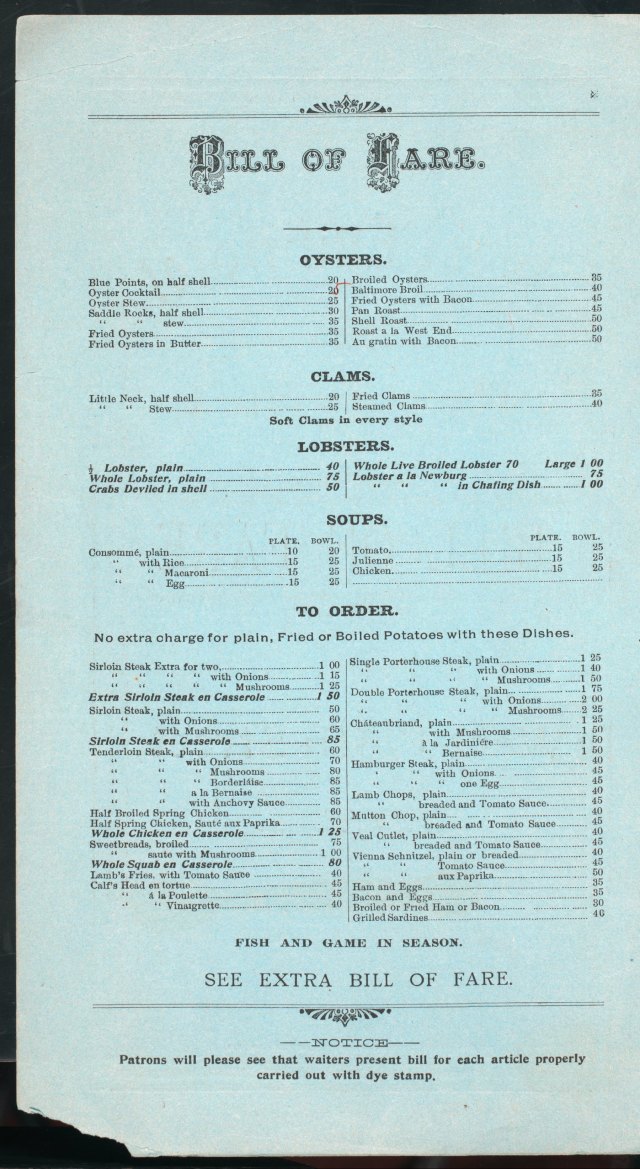 BILL OF FARE.
OYSTERS.
Blue Points, on half shell 20
Oyster Cocktail 20
Oyster Stew 25
Saddle Rocks, half shell 30
“ “ stew 35
Fried Oysters 35
Fried Oysters in Butter 35
Broiled Oysters 35
Baltimore Broil 40
Fried Oysters with Bacon 45
Pan Roast 45
Shell Roast 50
Roast a la West End 50
Au gratin with Bacon 50
CLAMS.
Little Neck, half shell 20
“ “ Stew 25
Fried Clams 35
Steamed Clams 40
Soft Clams in every style
LOBSTERS.
½ Lobster, plain 40
Whole Lobster, plain 75
Crabs Deviled in shell 50
Whole Live Broiled Lobster 70 Large 1 00
Lobster a la Newburg 75
“ “ “ in Chafing Dish 1 00
SOUPS.
PLATE. BOWL.
Consommé, plain 10 20
“ with Rice 15 25
“ “ Macaroni 15 25
“ “ Egg 15 25
PLATE. BOWL.
Tomato, 15 25
Julienne 15 25
Chicken 15 25
TO ORDER.
No extra charge for plain, Fried or Boiled Potatoes with these Dishes.
Sirloin Steak Extra for two, 1 00
“ “ “ “ with Onions 1 15
“ “ “ “ “ Mushrooms 1 25
Extra Sirloin Steak en Casserole 1 50
Sirloin Steak, plain 50
“ with Onions 60
“ with Mushrooms 65
Sirloin Steak en Casserole 85
Tenderloin Steak, plain 60
“ “ with Onions 70
“ “ “ Mushrooms 80
“ “ “ Borderláise 85
“ “ a la Bernaise 85
“ “ with Anchovy Sauce 85
Half Broiled Spring Chicken 60
Half Spring Chicken, Sauté aux Paprika 70
Whole Chicken en Casserole 1 25
Sweetbreads, broiled 75
“ saute with Mushrooms 1 00
Whole Squab en Casserole 80
Lamb's Fries. with Tomato Sauce 40
Calf's Head en tortue 45
“ á la Poulette 45
“ “ Vinaigrette 40
Single Porterhouse Steak, plain 1 25
“ “ “ with Onions 1 40
“ “ “ “ Mushrooms 1 50
Double Porterhouse Steak, plain 1 75
“ “ “ with Onions 2 00
“ “ “ “ Mushrooms 2 25
Châteaubriand, plain 1 25
“ with Mushrooms 1 50
“ à la Jardiniére 1 50
“ “ Bernaise 1 50
Hamburger Steak, plain 40
“ “ with Onions 45
“ “ “ one Egg 45
Lamb Chops, plain 40
“ breaded and Tomato Sauce 45
Mutton Chop, plain 40
“ breaded and Tomato Sauce 45
Veal Cutlet, plain 40
“ breaded and Tomato Sauce 45
Vienna Schnitzel, plain or breaded 40
“ “ Tomato Sauce 45
“ “ aux Paprika 50
Ham and Eggs 35
Bacon and Eggs 35
Broiled or Fried Ham or Bacon 30
Grilled Sardines 40
FISH AND GAME IN SEASON.
SEE EXTRA BILL OF FARE.
NOTICE
Patrons will please see that waiters present bill for each article properly
carried out with dye stamp.